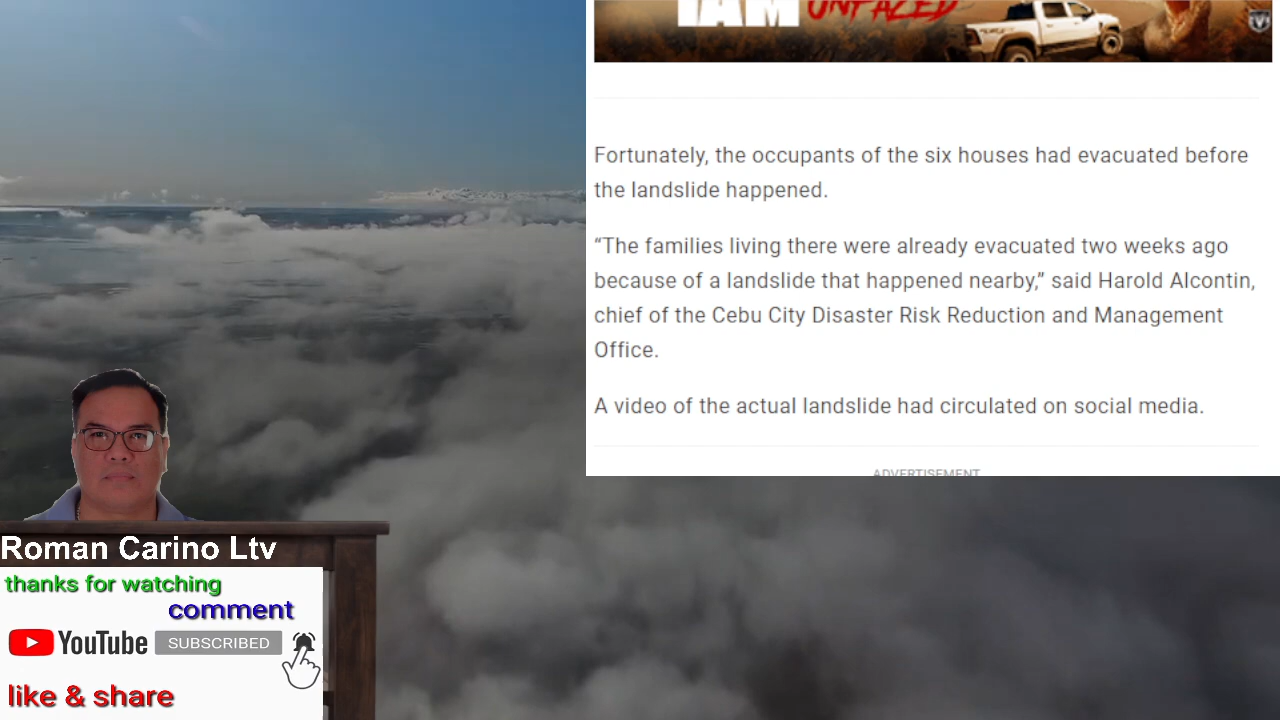 IAM UNFAZED
Fortunately, the occupants of the six houses had evacuated before
the landslide happened.
“The families living there were already evacuated two weeks ago
because of a landslide that happened nearby,” said Harold Alcontin,
chief of the Cebu City Disaster Risk Reduction and Management
Office.
A video of the actual landslide had circulated on social media.
ADVERTISEMENT
Roman Carino Ltv
thanks for watching
comment
YouTube SUBSCRIBED
like & share